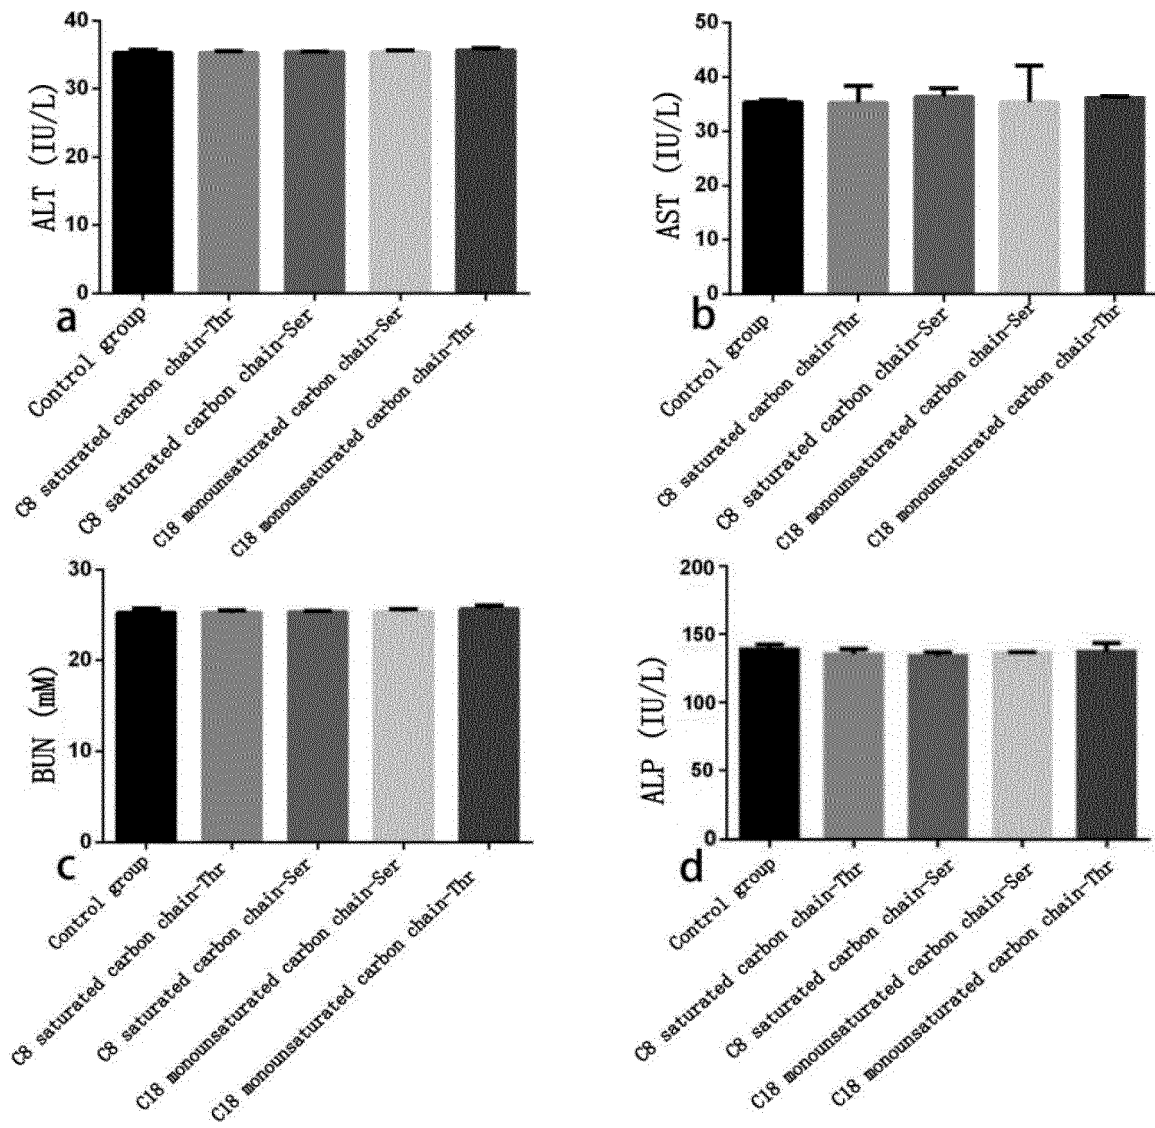 40
30
20
10
0
ALT (IU/L)
a
Control group
C8 saturated carbon chain-Thr
C8 saturated carbon chain-Ser
C18 monounsaturated carbon chain-Ser
C18 monounsaturated carbon chain-Thr
50
40
30
20
10
0
AST (IU/L)
b
Control group
C8 saturated carbon chain-Thr
C8 saturated carbon chain-Ser
C18 monounsaturated carbon chain-Ser
C18 monounsaturated carbon chain-Thr
30
20
10
0
BUN (mM)
c
Control group
C8 saturated carbon chain-Thr
C8 saturated carbon chain-Ser
C18 monounsaturated carbon chain-Ser
C18 monounsaturated carbon chain-Thr
200
150
100
50
0
ALP (IU/L)
d
Control group
C8 saturated carbon chain-Thr
C8 saturated carbon chain-Ser
C18 monounsaturated carbon chain-Ser
C18 monounsaturated carbon chain-Thr